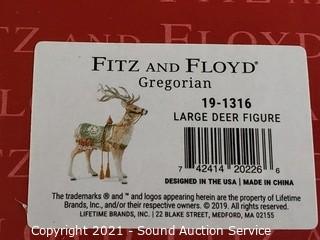 FITZ AND FLOYD®
Gregorian
19-1316
LARGE DEER FIGURE
7 42414 20226 6
DESIGNED IN THE USA | MADE IN CHINA
The trademarks ® and ™ and logos appearing herein are the property of Lifetime
Brands, Inc., and/or their respective owners. © 2019. All rights reserved.
LIFETIME BRANDS, INC. | 22 BLAKE STREET, MEDFORD, MA 02155
Copyright 2021 - Sound Auction Service